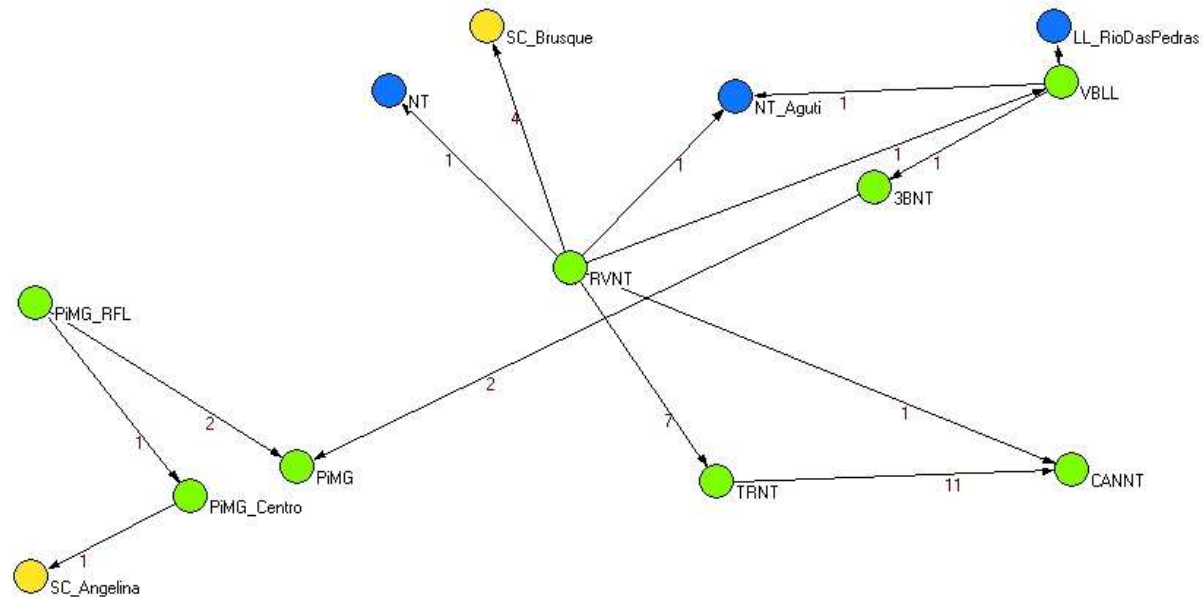 SC_Brusque
LL_RioDasPedras
NT
NT_Aguti
VBLL
1
4
1
1
1
1
3BNT
RVNT
PiMG_RFL
2
1
2
7
1
PiMG
TRNT
11
CANNT
PiMG_Centro
1
SC_Angelina